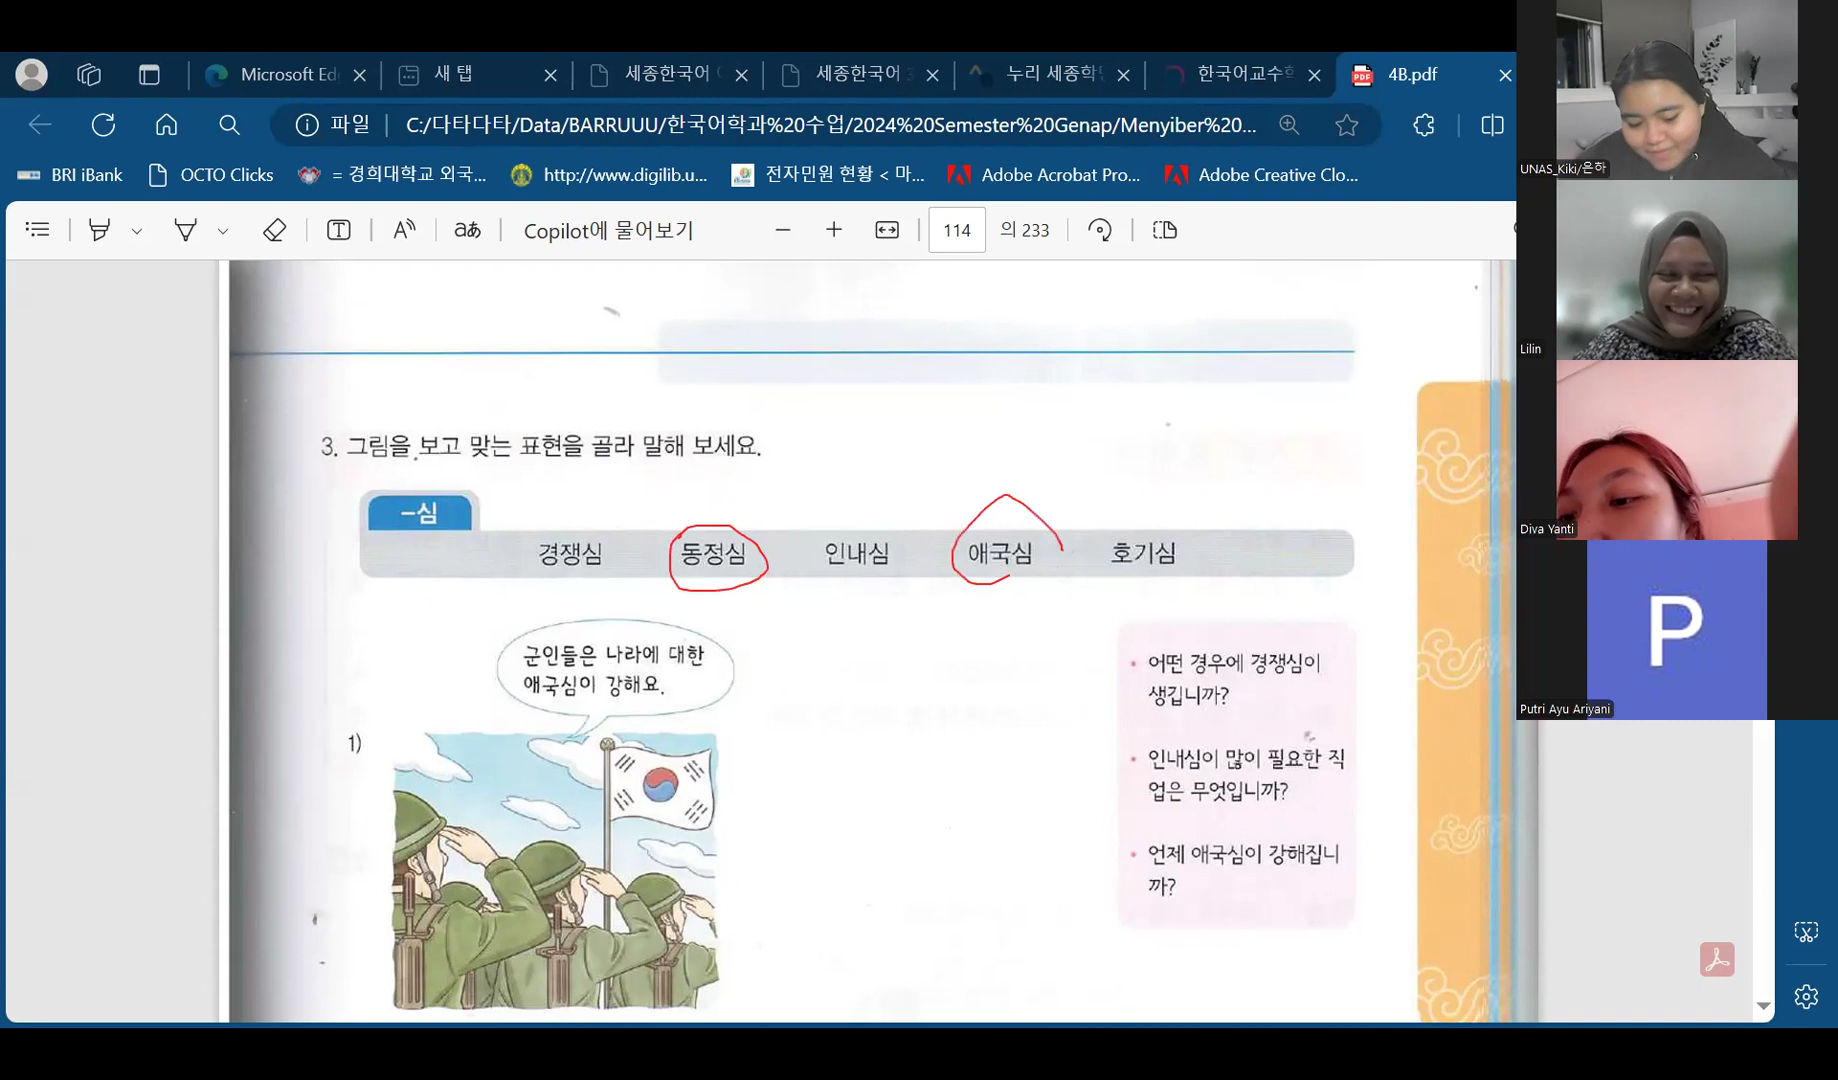 Microsoft Ed
새 탭
세종한국어
세종한국어
누리 세종학
한국어교수
4B.pdf
파일
C:/다타다타/Data/BARRUUU/한국어학과%20수업/2024%20Semester%20Genap/Menyiber%20...
BRI iBank
OCTO Clicks
= 경희대학교 외국...
http://www.digilib.u...
전자민원 현황 < 마...
Adobe Acrobat Pro...
Adobe Creative Clo...
Copilot에 물어보기
114
의 233
3. 그림을 보고 맞는 표현을 골라 말해 보세요.
-심
경쟁심 동정심 인내심 애국심 호기심
군인들은 나라에 대한
애국심이 강해요.
1)
• 어떤 경우에 경쟁심이
생깁니까?
• 인내심이 많이 필요한 직
업은 무엇입니까?
• 언제 애국심이 강해집니
까?
UNAS_Kiki/은하
Lilin
Diva Yanti
P
Putri Ayu Ariyani